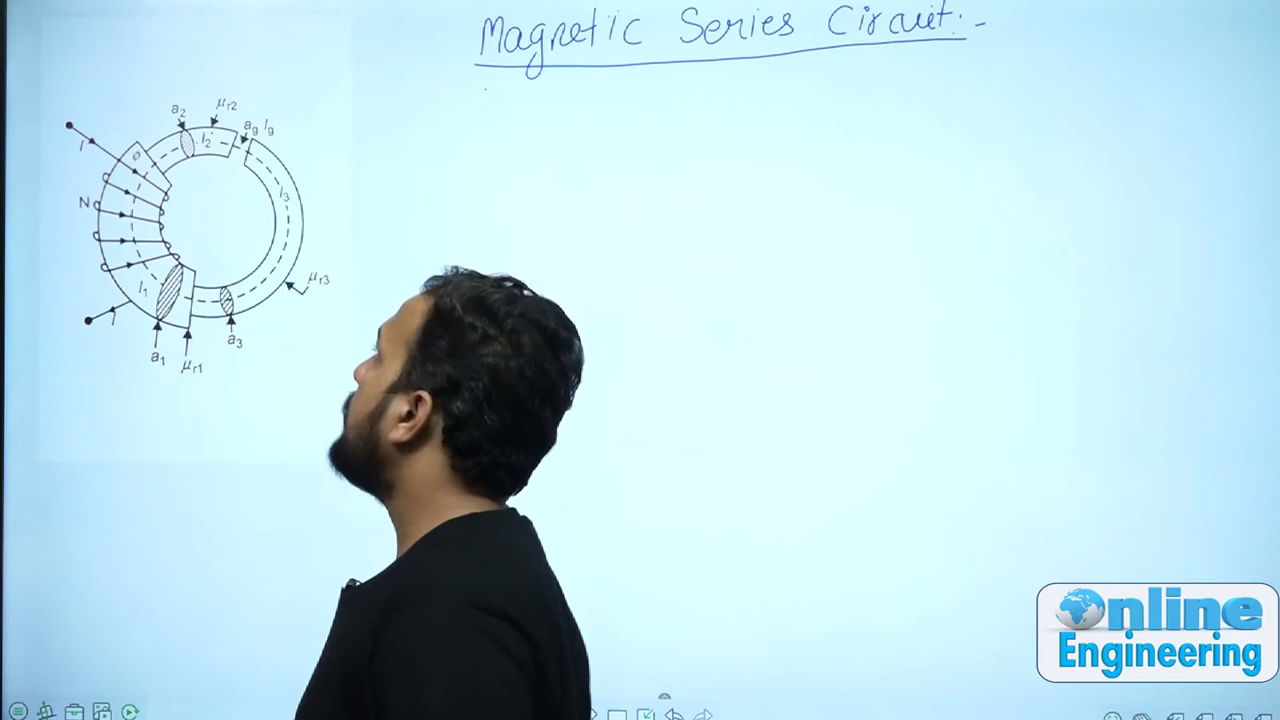 Magnetic Series Circuit:-
a2
μr2
ag lg
I
φ
l2
l3
N
l1
μr3
I
a3
a1
μr1
Online
Engineering